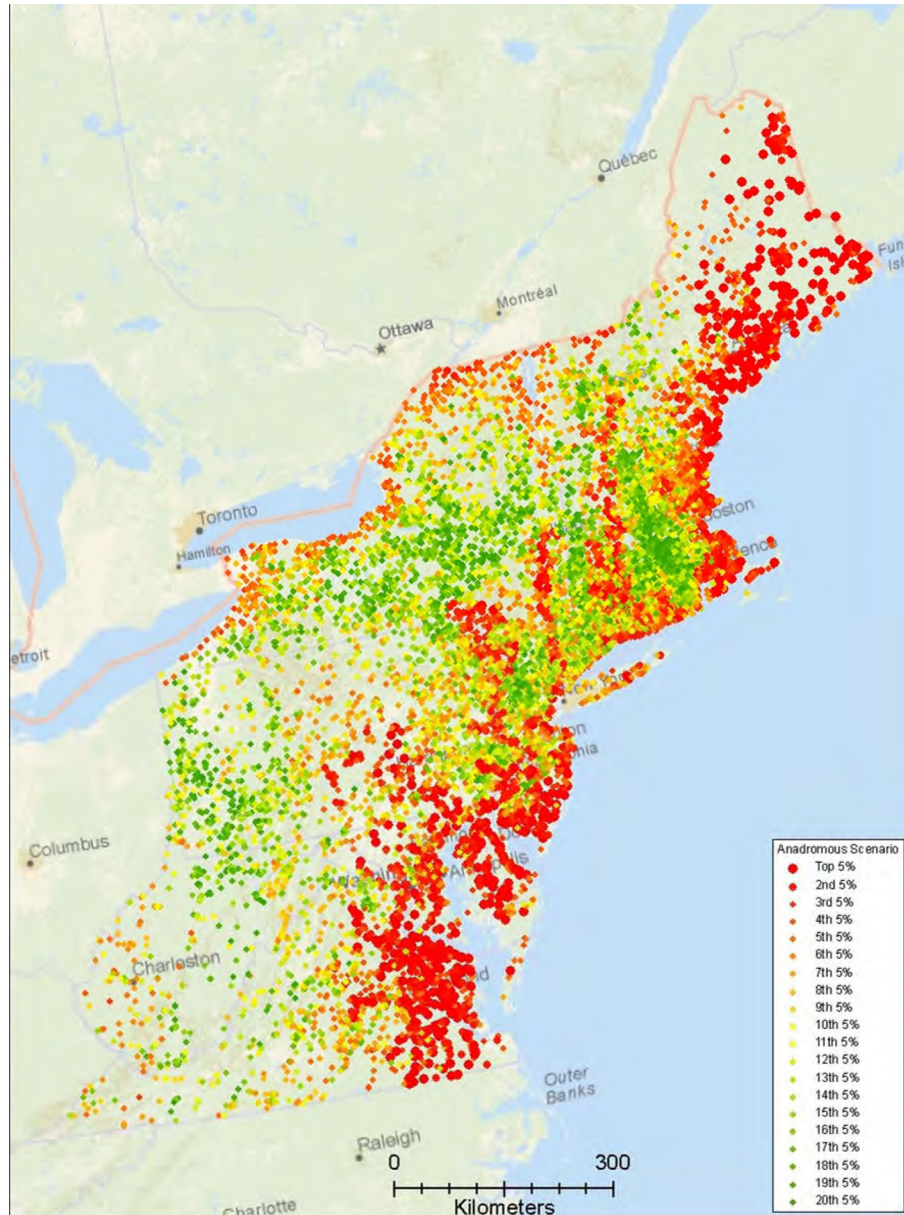 Québec
Fun
Isl
Montréal
Ottawa
Toronto
Hamilton
Boston
etroit
Columbus
Charleston
Outer
Banks
Raleigh
Charlotte
0 300
Kilometers
Anadromous Scenario
Top 5%
2nd 5%
3rd 5%
4th 5%
5th 5%
6th 5%
7th 5%
8th 5%
9th 5%
10th 5%
11th 5%
12th 5%
13th 5%
14th 5%
15th 5%
16th 5%
17th 5%
18th 5%
19th 5%
20th 5%